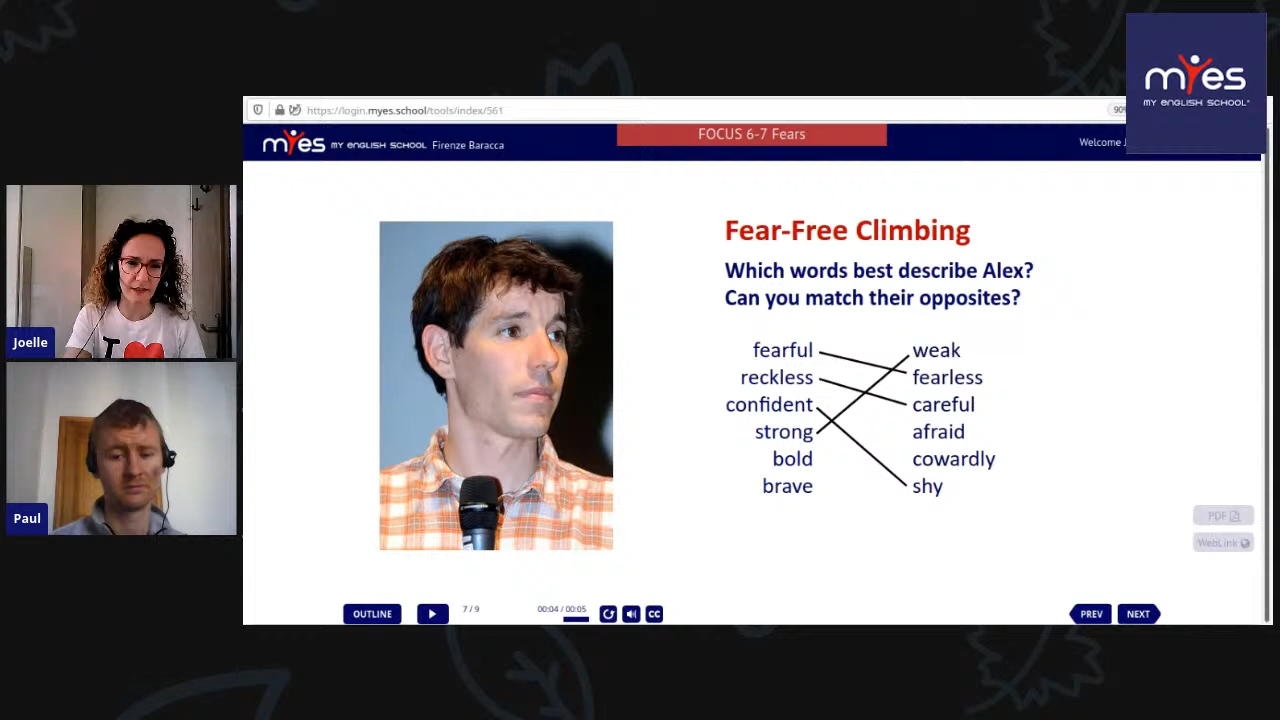 myes
MY ENGLISH SCHOOL
https://login.myes.school/tools/index/561
90%
myes MY ENGLISH SCHOOL Firenze Baracca
FOCUS 6-7 Fears
Welcome J
Joelle
I
Paul
Fear-Free Climbing
Which words best describe Alex?
Can you match their opposites?
fearful weak
reckless fearless
confident careful
strong afraid
bold cowardly
brave shy
PDF
WebLink
OUTLINE
7 / 9
00:04 / 00:05
CC
PREV
NEXT